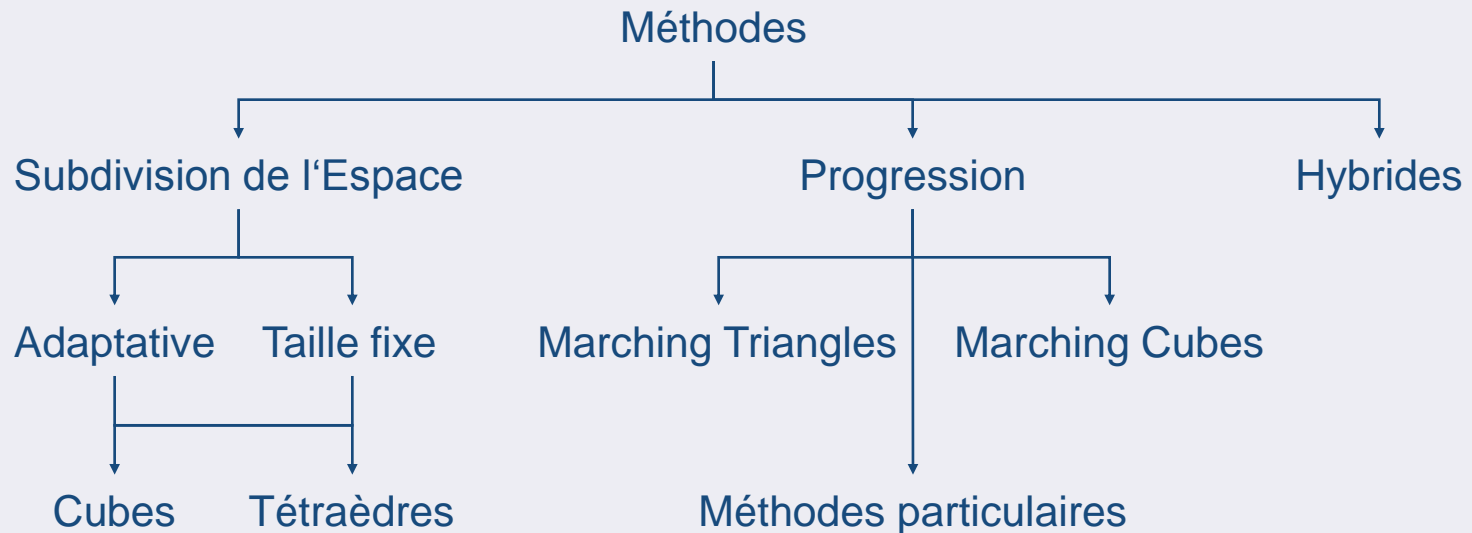 Méthodes
Subdivision de l‘Espace
Progression
Hybrides
Adaptative
Taille fixe
Marching Triangles
Marching Cubes
Cubes
Tétraèdres
Méthodes particulaires